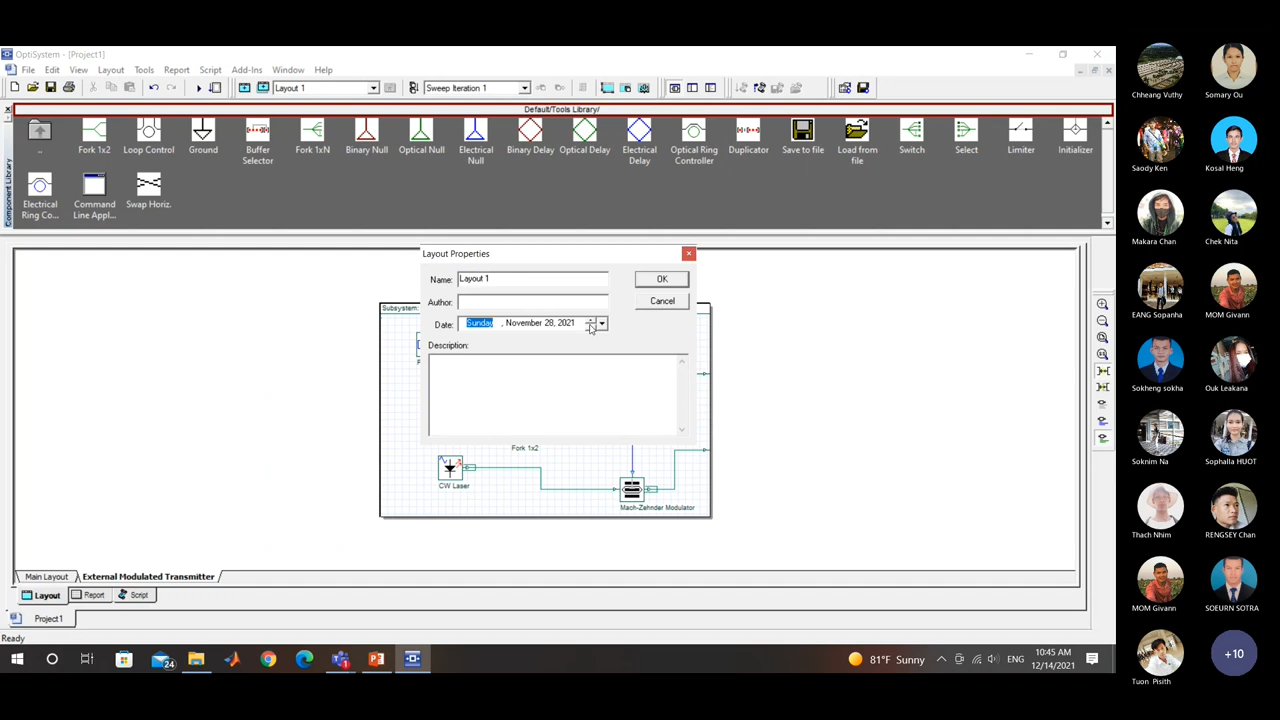 OptiSystem - [Project1]
File Edit View Layout Tools Report Script Add-Ins Window Help
Layout 1
Sweep Iteration 1
Default/Tools Library/
Component Library
..
Fork 1x2
Loop Control
Ground
Buffer
Selector
Fork 1xN
Binary Null
Optical Null
Electrical
Null
Binary Delay
Optical Delay
Electrical
Delay
Optical Ring
Controller
Duplicator
Save to file
Load from
file
Switch
Select
Limiter
Initializer
Electrical
Ring Co...
Command
Line Appl...
Swap Horiz.
Layout Properties
Name: Layout 1
OK
Author:
Cancel
Date: Sunday , November 28, 2021
Description:
Subsystem
Fork 1x2
CW Laser
Mach-Zehnder Modulator
Main Layout
External Modulated Transmitter
Layout
Report
Script
Project1
Ready
24
1
81°F Sunny
ENG
10:45 AM
12/14/2021
Chheang Vuthy
Somary Ou
Saody Ken
Kosal Heng
Makara Chan
Chek Nita
EANG Sopanha
MOM Givann
Sokheng sokha
Ouk Leakana
Soknim Na
Sophalla HUOT
Thach Nhim
RENGSEY Chan
MOM Givann
SOEURN SOTRA
Tuon Pisith
+10